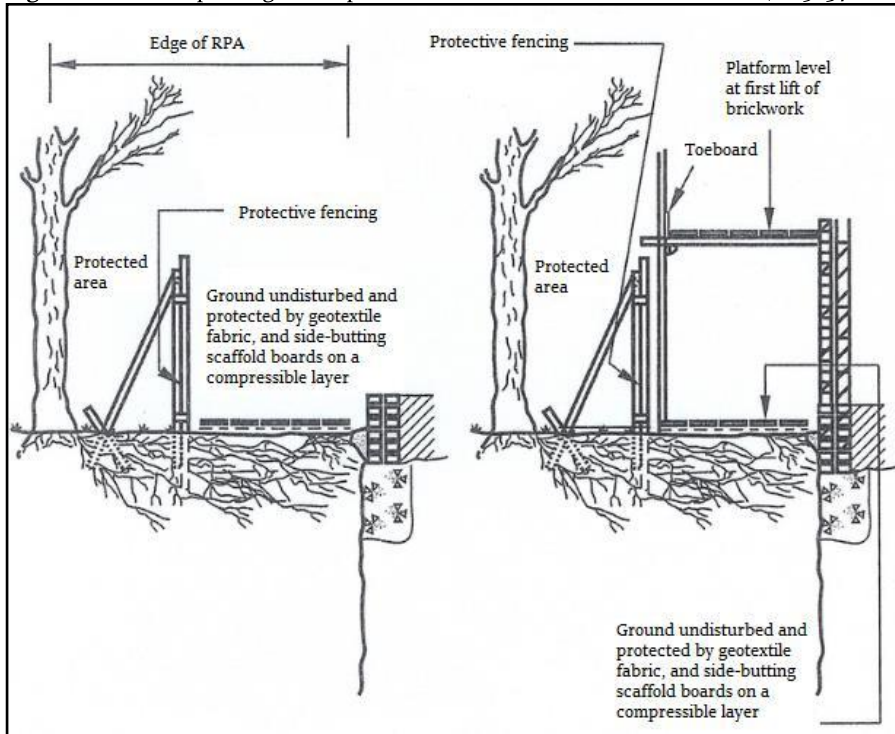 Edge of RPA
Protective fencing
Protected
area
Ground undisturbed and
protected by geotextile
fabric, and side-butting
scaffold boards on a
compressible layer
Protective fencing
Platform level
at first lift of
brickwork
Toeboard
Protected
area
Ground undisturbed and
protected by geotextile
fabric, and side-butting
scaffold boards on a
compressible layer